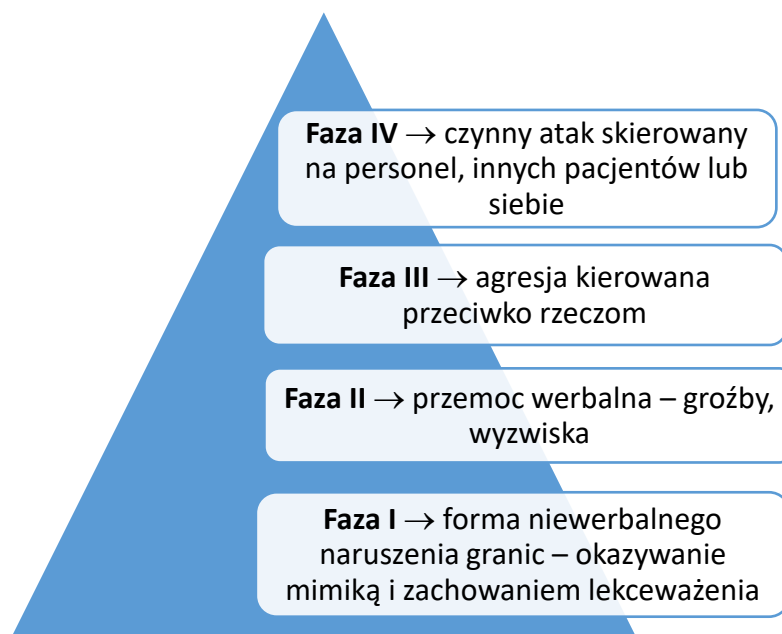 Faza IV → czynny atak skierowany
na personel, innych pacjentów lub
siebie
Faza III → agresja kierowana
przeciwko rzeczom
Faza II → przemoc werbalna – groźby,
wyzwiska
Faza I → forma niewerbalnego
naruszenia granic – okazywanie
mimiką i zachowaniem lekceważenia